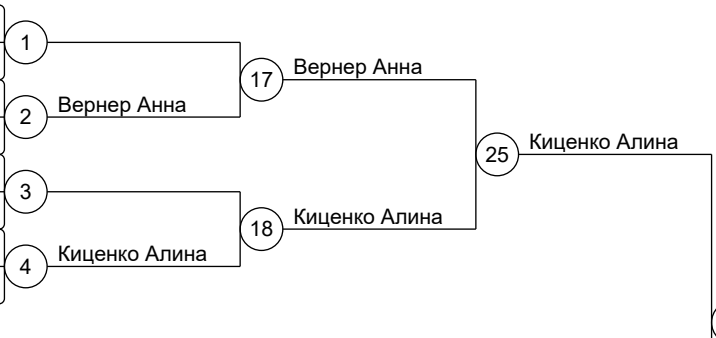 1
17 Вернер Анна
2 Вернер Анна
25 Киценко Алина
3
18 Киценко Алина
4 Киценко Алина